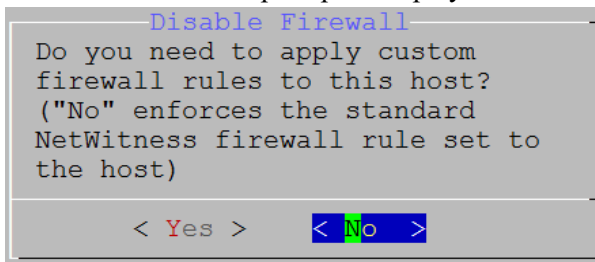 Disable Firewall
Do you need to apply custom
firewall rules to this host?
("No" enforces the standard
NetWitness firewall rule set to
the host)
< Yes > < No >